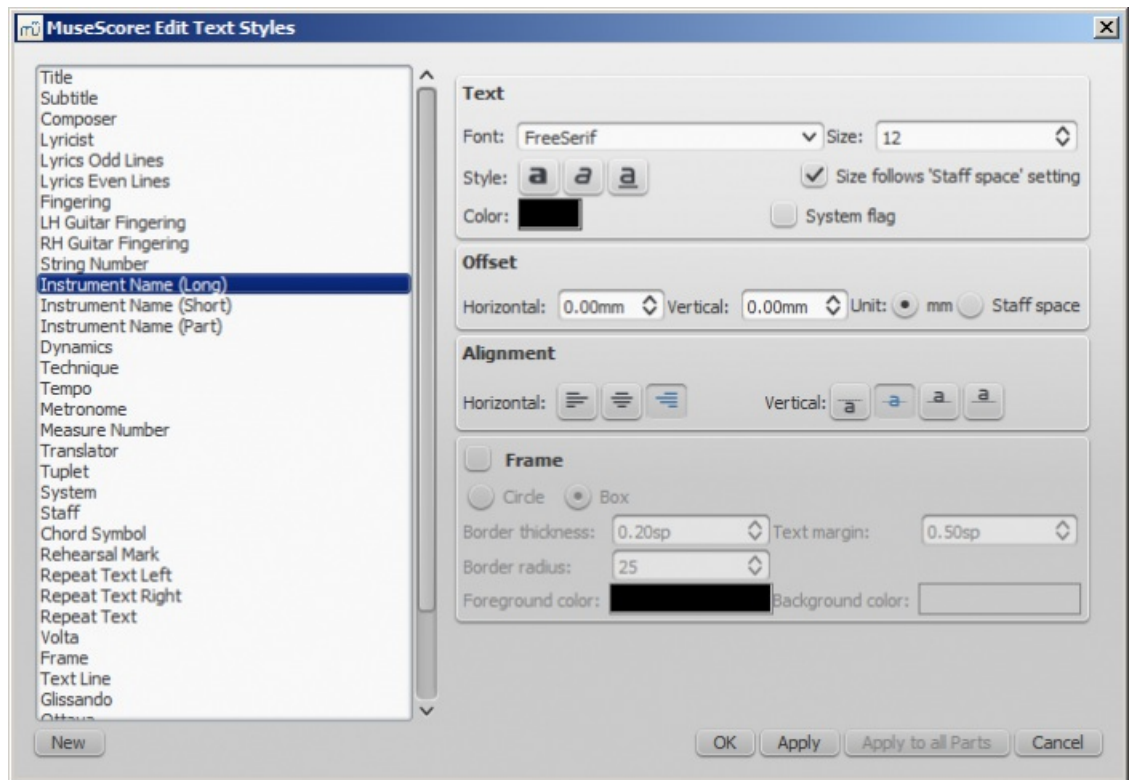 MuseScore: Edit Text Styles
Title
Subtitle
Composer
Lyricist
Lyrics Odd Lines
Lyrics Even Lines
Fingering
LH Guitar Fingering
RH Guitar Fingering
String Number
Instrument Name (Long)
Instrument Name (Short)
Instrument Name (Part)
Dynamics
Technique
Tempo
Metronome
Measure Number
Translator
Tuplet
System
Staff
Chord Symbol
Rehearsal Mark
Repeat Text Left
Repeat Text Right
Repeat Text
Volta
Frame
Text Line
Glissando
Ottava
New
Text
Font: FreeSerif Size: 12
Style: a a a Size follows 'Staff space' setting
Color: System flag
Offset
Horizontal: 0.00mm Vertical: 0.00mm Unit: mm Staff space
Alignment
Horizontal: Vertical: a a a a
Frame
Circle Box
Border thickness: 0.20sp Text margin: 0.50sp
Border radius: 25
Foreground color: Background color:
OK Apply Apply to all Parts Cancel